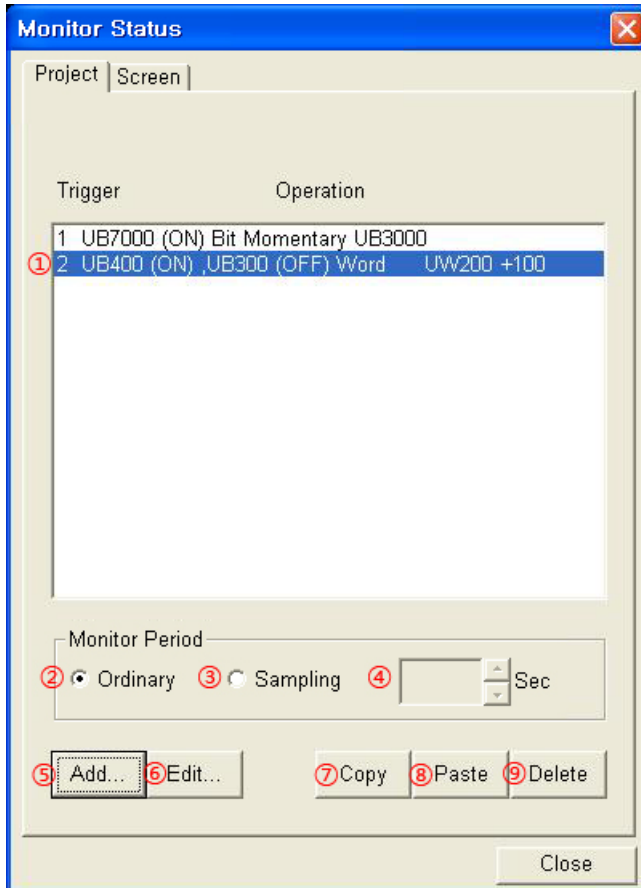 Monitor Status
Project Screen
Trigger Operation
1 UB7000 (ON) Bit Momentary UB3000
① 2 UB400 (ON) ,UB300 (OFF) Word UW200 +100
Monitor Period
② Ordinary ③ Sampling ④ Sec
⑤ Add... ⑥ Edit... ⑦ Copy ⑧ Paste ⑨ Delete
Close